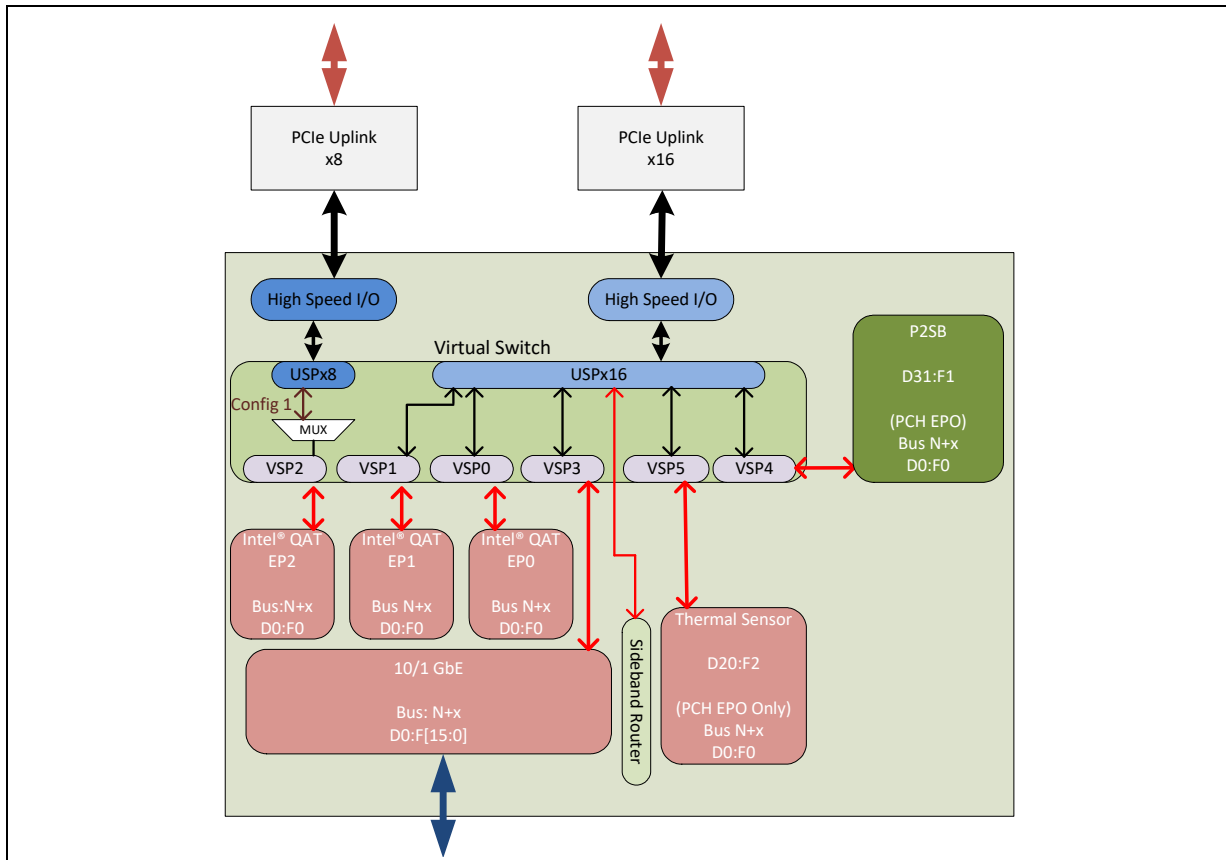 PCIe Uplink
x8
PCIe Uplink
x16
High Speed I/O
High Speed I/O
Virtual Switch
USPx8
USPx16
Config 1
MUX
VSP2
VSP1
VSP0
VSP3
VSP5
VSP4
P2SB
D31:F1
(PCH EPO)
Bus N+x
D0:F0
Intel® QAT
EP2
Bus:N+x
D0:F0
Intel® QAT
EP1
Bus N+x
D0:F0
Intel® QAT
EP0
Bus N+x
D0:F0
10/1 GbE
Bus: N+x
D0:F[15:0]
Sideband Router
Thermal Sensor
D20:F2
(PCH EPO Only)
Bus N+x
D0:F0